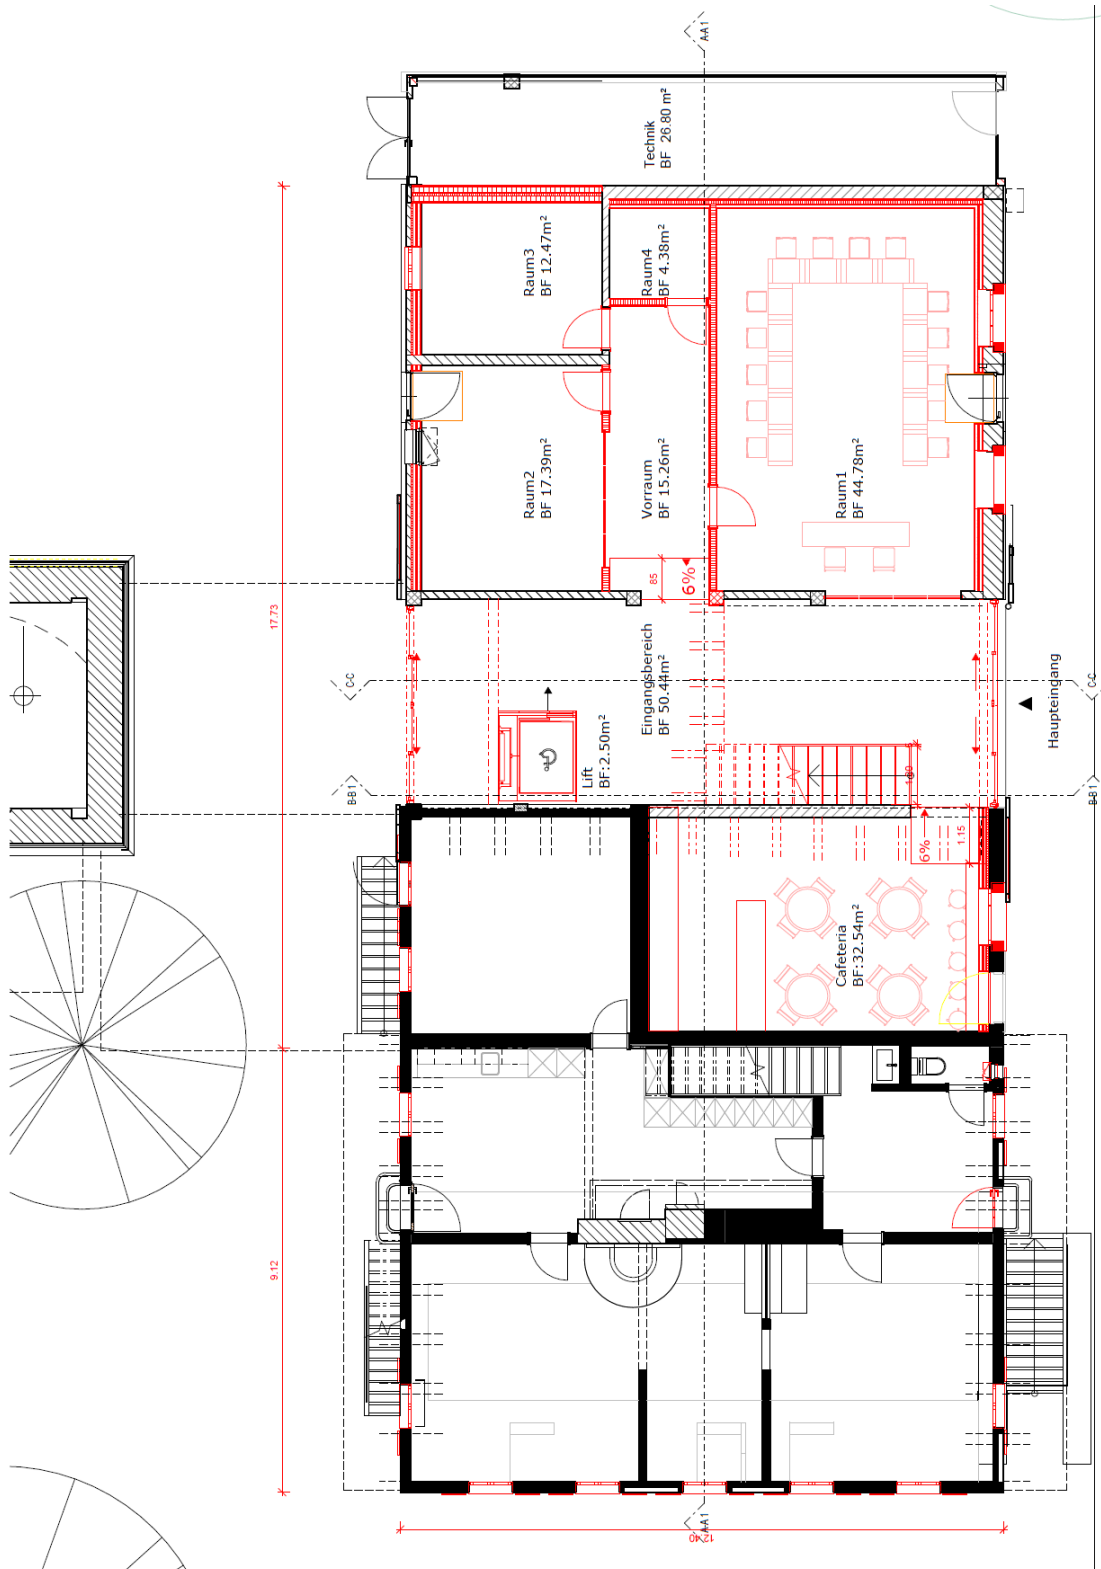 A-A1
Technik
BF 26.80 m²
Raum3
BF 12.47m²
Raum4
BF 4.38m²
Raum2
BF 17.39m²
Vorraum
BF 15.26m²
Raum1
BF 44.78m²
85
6%
17.73
Eingangsbereich
BF 50.44m²
C-C
C-C
Haupteingang
Lift
BF:2.50m²
B-B1
B-B1
6%
1.15
Cafeteria
BF:32.54m²
9.12
A-A1
12.40